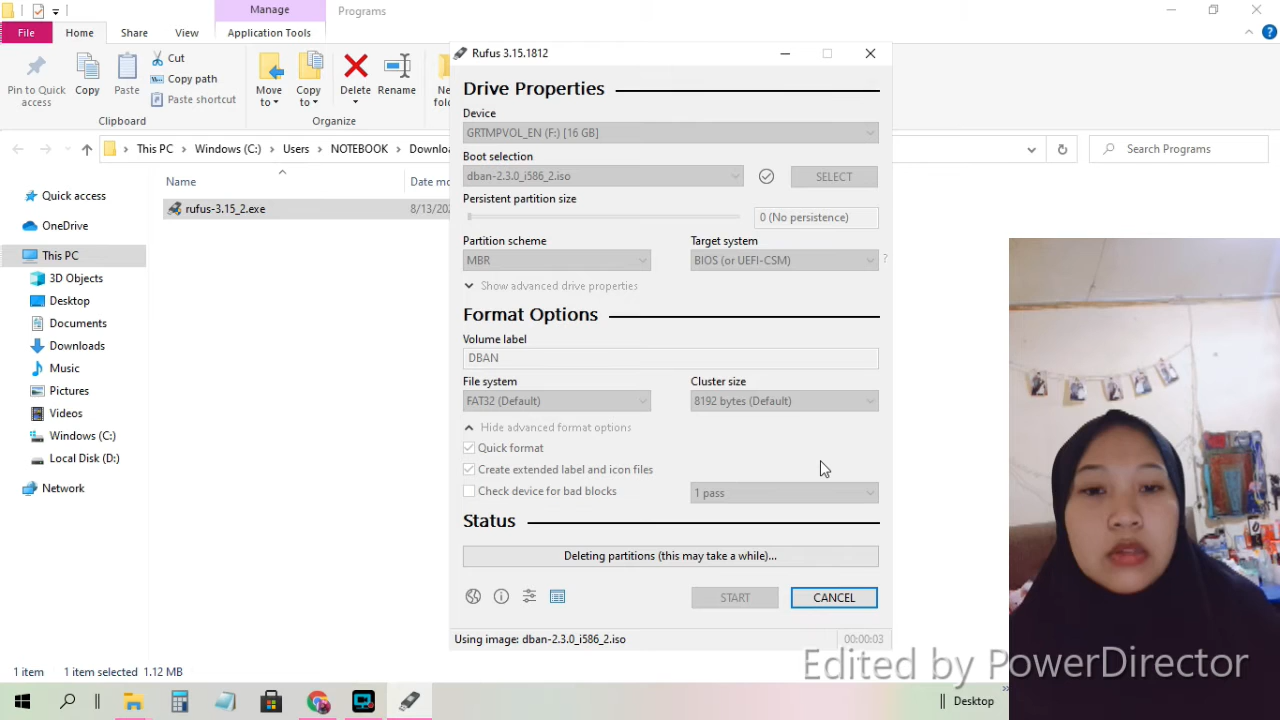 Manage
Programs
File
Home
Share
View
Application Tools
Pin to Quick access
Copy
Paste
Cut
Copy path
Paste shortcut
Clipboard
Move to
Copy to
Delete
Rename
Organize
Ne
fol
This PC
Windows (C:)
Users
NOTEBOOK
Downloa
Search Programs
Name
Date mo
rufus-3.15_2.exe
8/13/202
Quick access
OneDrive
This PC
3D Objects
Desktop
Documents
Downloads
Music
Pictures
Videos
Windows (C:)
Local Disk (D:)
Network
1 item
1 item selected 1.12 MB
Rufus 3.15.1812
Drive Properties
Device
GRTMPVOL_EN (F:) [16 GB]
Boot selection
dban-2.3.0_i586_2.iso
SELECT
Persistent partition size
0 (No persistence)
Partition scheme
Target system
MBR
BIOS (or UEFI-CSM)
?
Show advanced drive properties
Format Options
Volume label
DBAN
File system
Cluster size
FAT32 (Default)
8192 bytes (Default)
Hide advanced format options
Quick format
Create extended label and icon files
Check device for bad blocks
1 pass
Status
Deleting partitions (this may take a while)...
START
CANCEL
Using image: dban-2.3.0_i586_2.iso
00:00:03
Edited by PowerDirector
Desktop